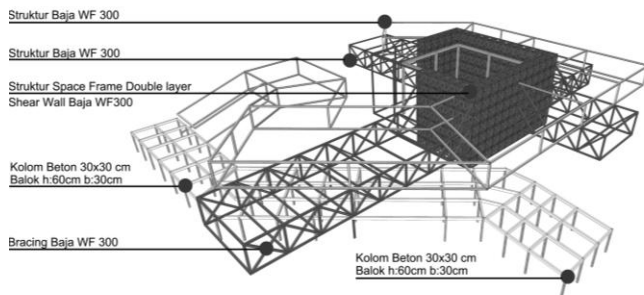 Struktur Baja WF 300
Struktur Baja WF 300
Struktur Space Frame Double layer
Shear Wall Baja WF300
Kolom Beton 30x30 cm
Balok h:60cm b:30cm
Bracing Baja WF 300
Kolom Beton 30x30 cm
Balok h:60cm b:30cm